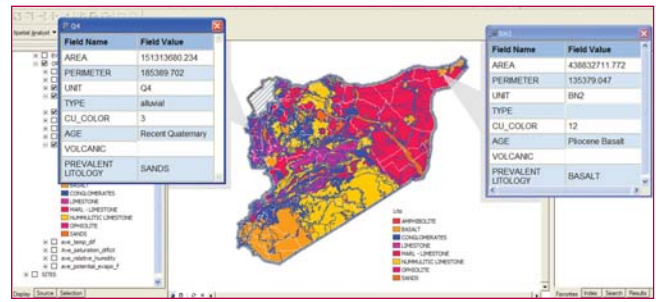 Spatial Analyst
Q4
Field Name Field Value
AREA 151313680.234
PERIMETER 185389.702
UNIT Q4
TYPE alluvial
CU_COLOR 3
AGE Recent Quaternary
VOLCANIC
PREVALENT
LITOLOGY SANDS
BN2
Field Name Field Value
AREA 438832711.772
PERIMETER 135379.047
UNIT BN2
TYPE
CU_COLOR 12
AGE Pliocene Basalt
VOLCANIC
PREVALENT
LITOLOGY BASALT
BASALT
CONGLOMERATES
LIMESTONE
MARL - LIMESTONE
NUMMULITIC LIMESTONE
OPHIOLITE
SANDS
ave_temp_dif
ave_saturation_difict
ave_relative_humidity
ave_potential_evapo_f
SITES
Lito
AMPHIBOLITE
BASALT
CONGLOMERATES
LIMESTONE
MARL - LIMESTONE
NUMMULITIC LIMESTONE
OPHIOLITE
SANDS
Display Source Selection
Favorites Index Search Results